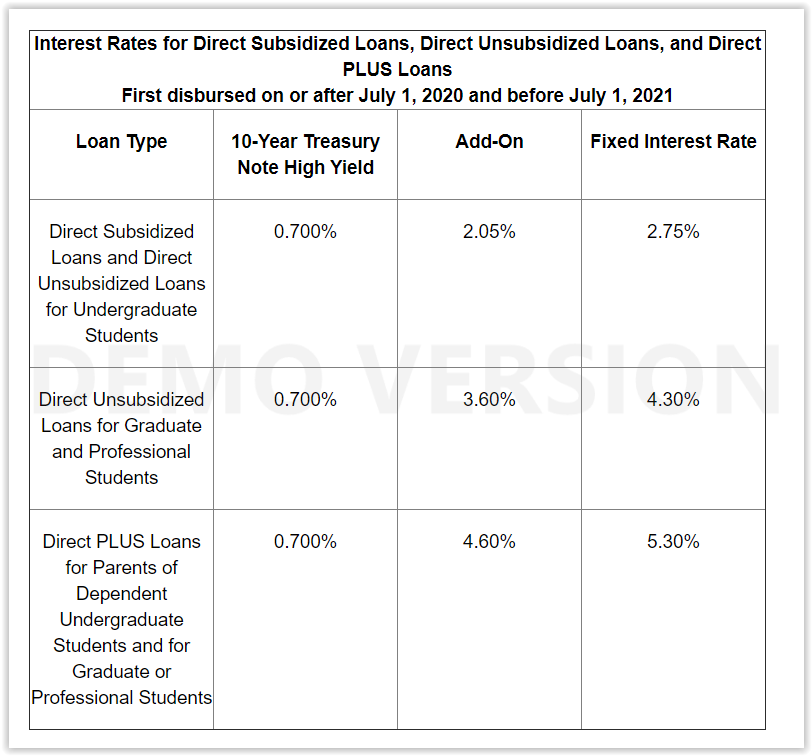 Interest Rates for Direct Subsidized Loans, Direct Unsubsidized Loans, and Direct
PLUS Loans
First disbursed on or after July 1, 2020 and before July 1, 2021
Loan Type
10-Year Treasury
Note High Yield
Add-On
Fixed Interest Rate
Direct Subsidized
Loans and Direct
Unsubsidized Loans
for Undergraduate
Students
0.700%
2.05%
2.75%
Direct Unsubsidized
Loans for Graduate
and Professional
Students
0.700%
3.60%
4.30%
Direct PLUS Loans
for Parents of
Dependent
Undergraduate
Students and for
Graduate or
Professional Students
0.700%
4.60%
5.30%
DEMO VERSION